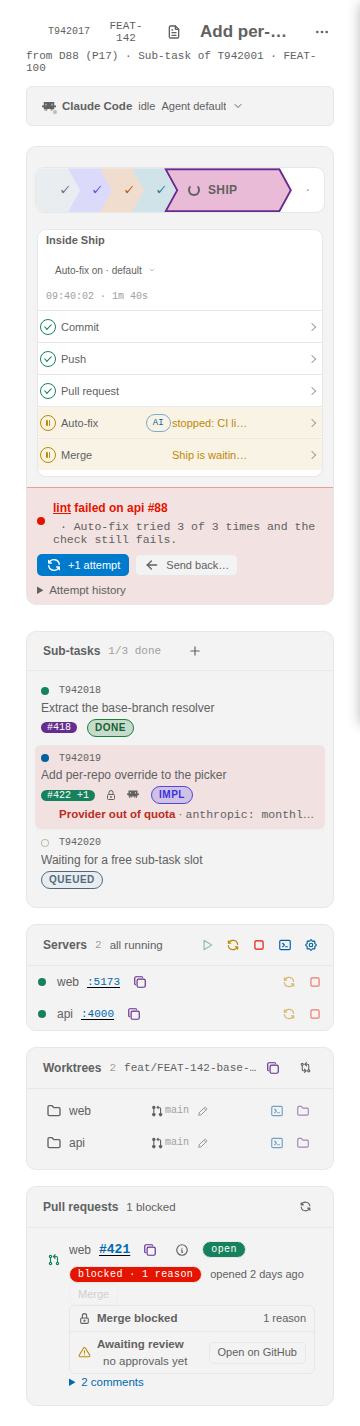 T942017 FEAT-142 Add per-…
from D88 (P17) · Sub-task of T942001 · FEAT-100
Claude Code idle Agent default
SHIP
Inside Ship
Auto-fix on · default
09:40:02 · 1m 40s
Commit
Push
Pull request
Auto-fix AI stopped: CI li…
Merge Ship is waitin…
lint failed on api #88
· Auto-fix tried 3 of 3 times and the
check still fails.
+1 attempt Send back…
Attempt history
Sub-tasks 1/3 done
T942018
Extract the base-branch resolver
#418 DONE
T942019
Add per-repo override to the picker
#422 +1 IMPL
Provider out of quota · anthropic: monthl…
T942020
Waiting for a free sub-task slot
QUEUED
Servers 2 all running
web :5173
api :4000
Worktrees 2 feat/FEAT-142-base-…
web main
api main
Pull requests 1 blocked
web #421 open
blocked · 1 reason opened 2 days ago
Merge
Merge blocked 1 reason
Awaiting review
no approvals yet
Open on GitHub
2 comments